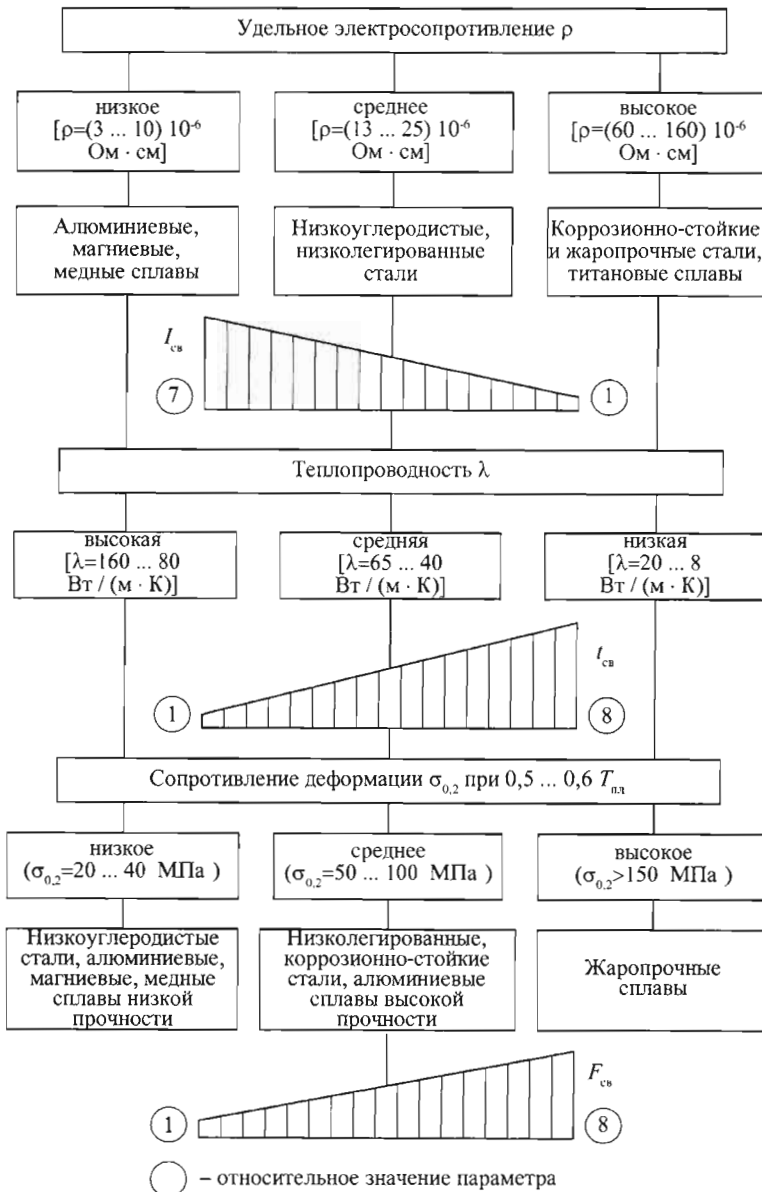 Удельное электросопротивление ρ
низкое
[ρ=(3 ... 10) 10⁻⁶
Ом · см]
среднее
[ρ=(13 ... 25) 10⁻⁶
Ом · см]
высокое
[ρ=(60 ... 160) 10⁻⁶
Ом · см]
Алюминиевые,
магниевые,
медные сплавы
Низкоуглеродистые,
низколегированные
стали
Коррозионно-стойкие
и жаропрочные стали,
титановые сплавы
I св
7
1
Теплопроводность λ
высокая
[λ=160 ... 80
Вт / (м · К)]
средняя
[λ=65 ... 40
Вт / (м · К)]
низкая
[λ=20 ... 8
Вт / (м · К)]
t св
1
8
Сопротивление деформации σ0,2 при 0,5 ... 0,6 Tпл
низкое
(σ0,2=20 ... 40 МПа )
среднее
(σ0,2=50 ... 100 МПа )
высокое
(σ0,2>150 МПа )
Низкоуглеродистые
стали, алюминиевые,
магниевые, медные
сплавы низкой
прочности
Низколегированные,
коррозионно-стойкие
стали, алюминиевые
сплавы высокой
прочности
Жаропрочные
сплавы
F св
1
8
– относительное значение параметра